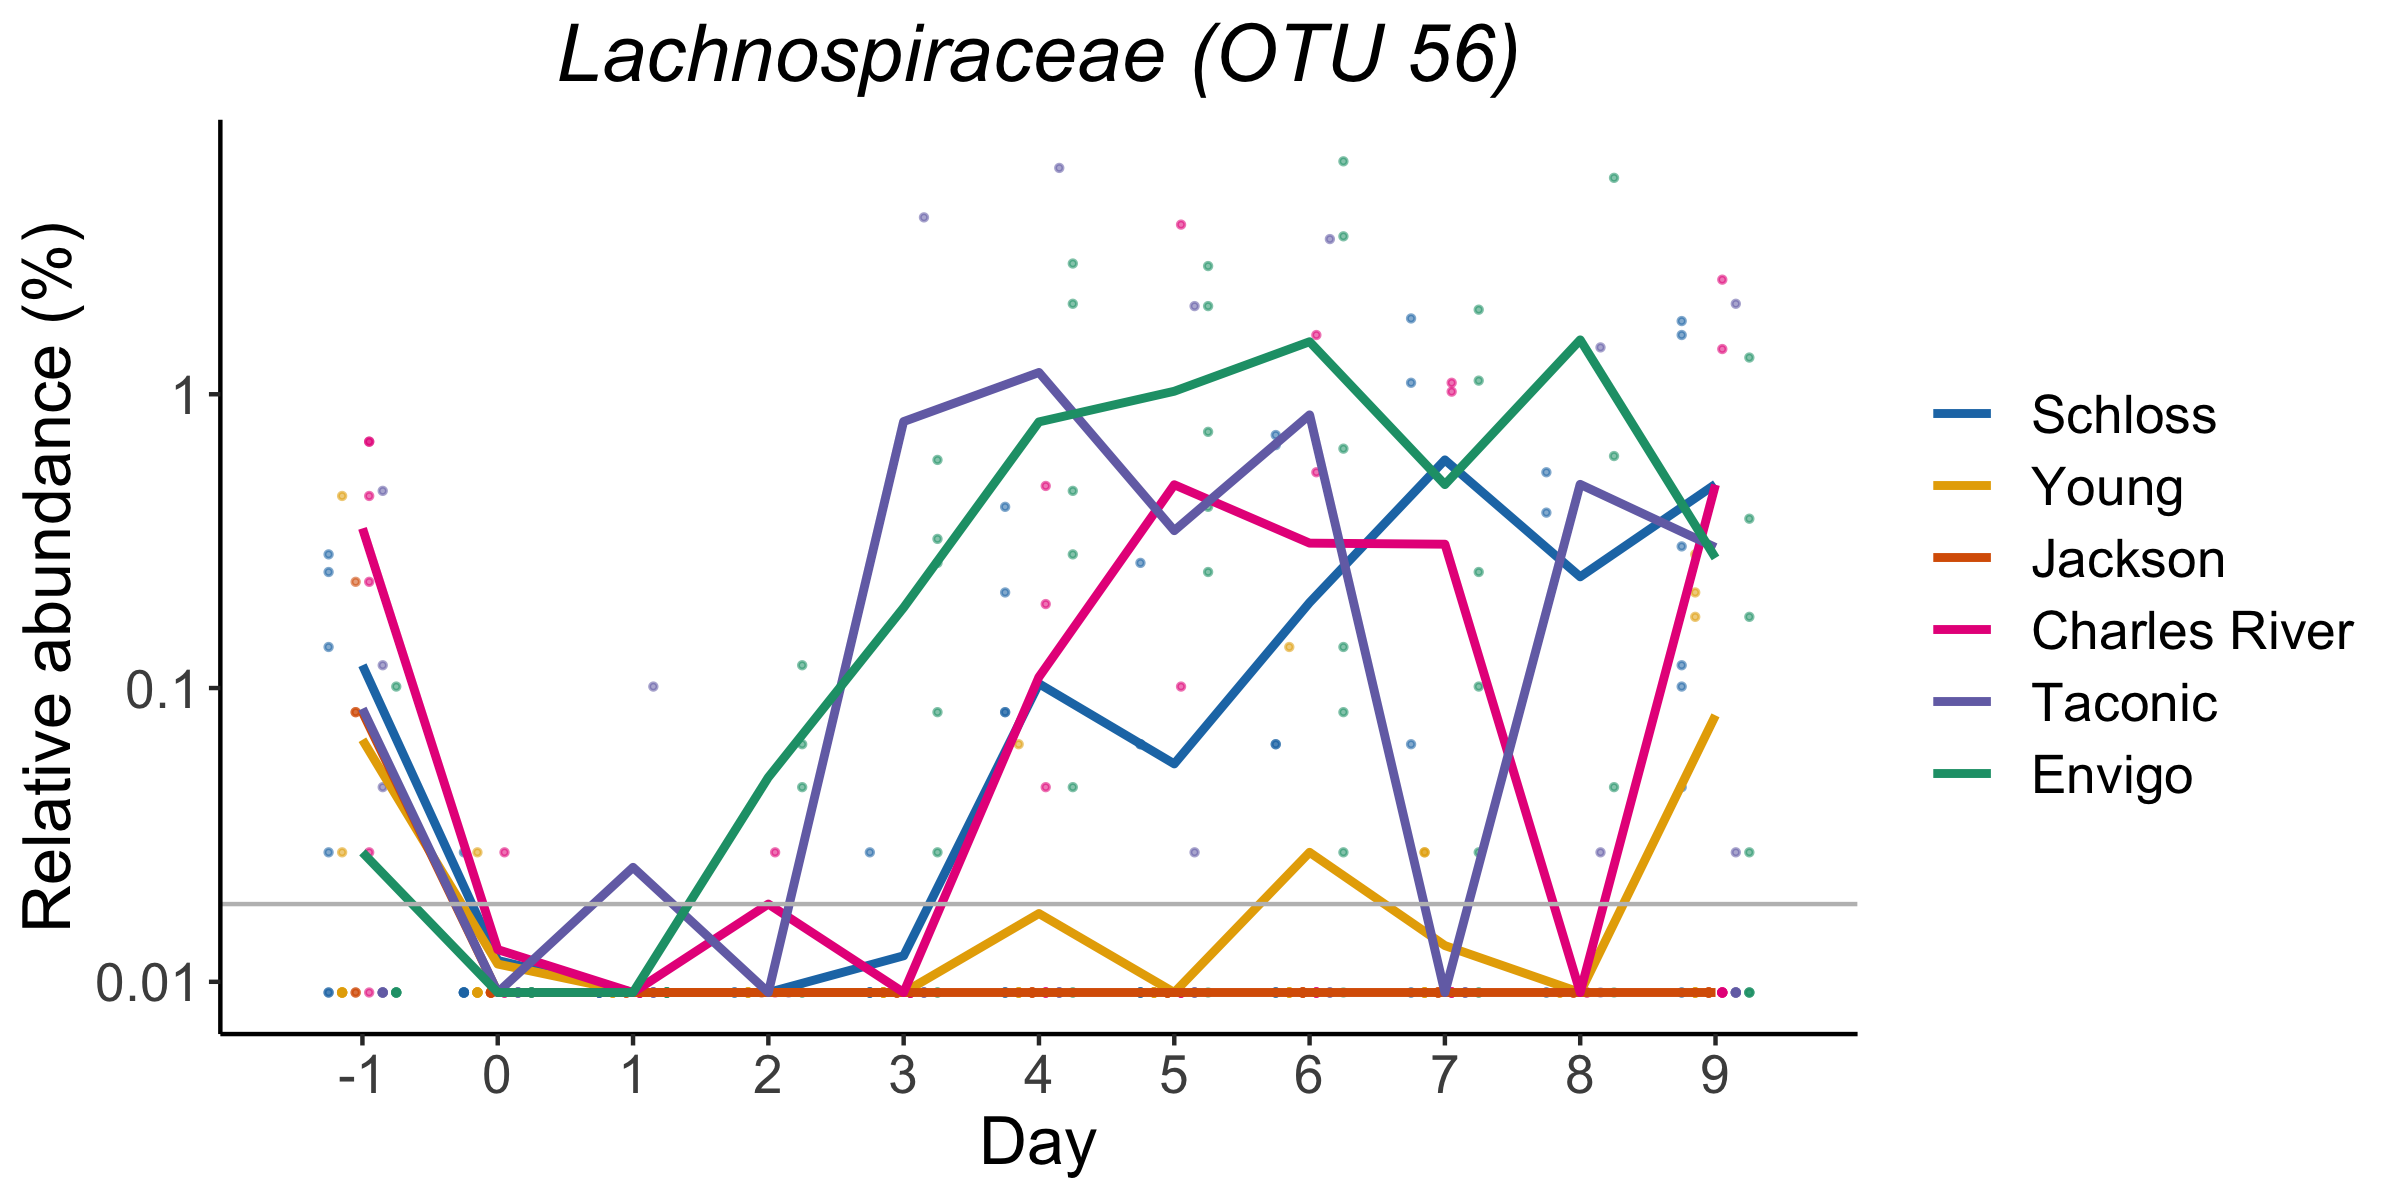 Lachnospiraceae (OTU 56)
Relative abundance (%)
1
0.1
0.01
-1 0 1 2 3 4 5 6 7 8 9
Day
Schloss
Young
Jackson
Charles River
Taconic
Envigo